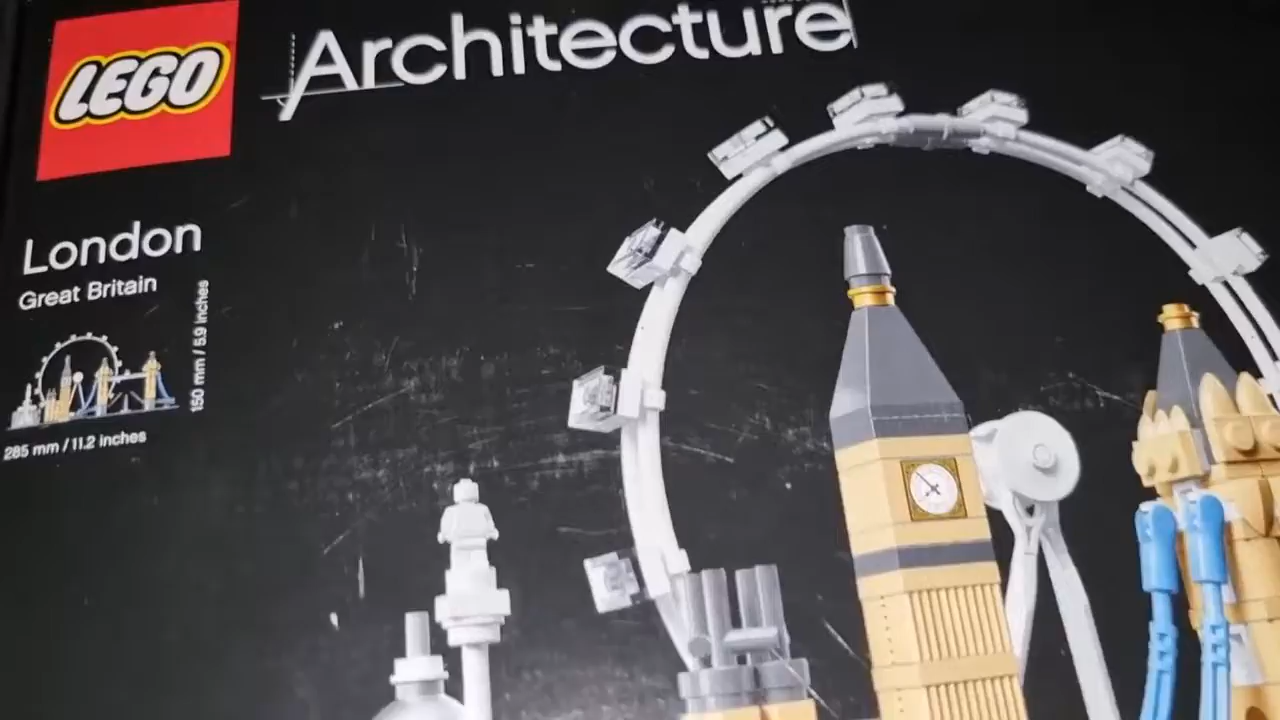 LEGO
Architecture
London
Great Britain
150 mm / 5.9 inches
285 mm / 11.2 inches